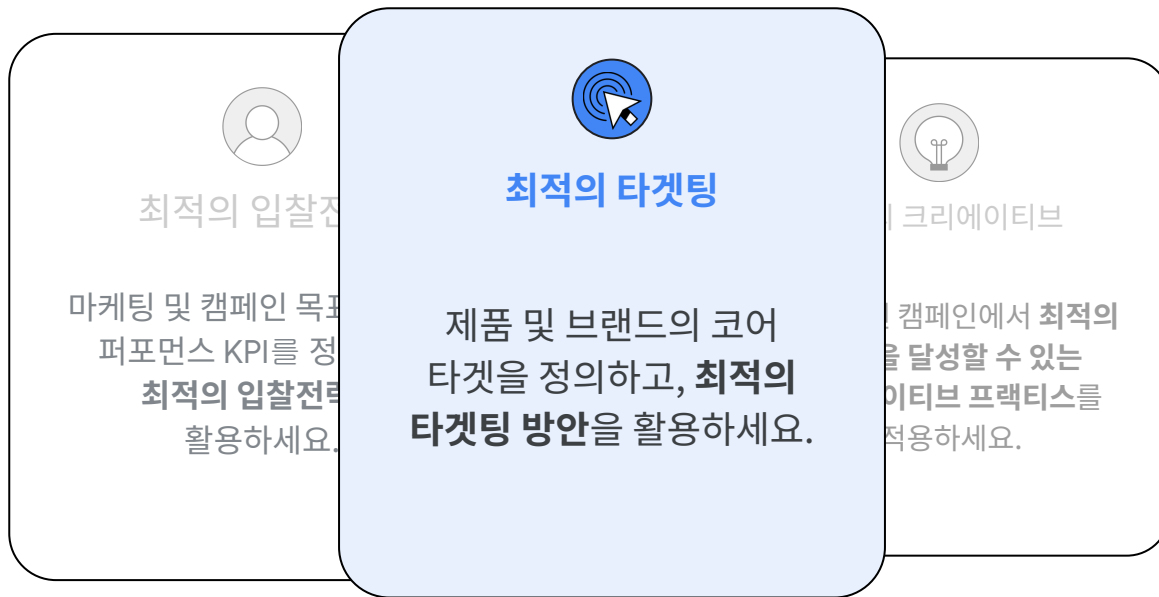 최적의 입찰전
마케팅 및 캠페인 목표
퍼포먼스 KPI를 정
최적의 입찰전략
활용하세요.
최적의 타겟팅
제품 및 브랜드의 코어
타겟을 정의하고, 최적의
타겟팅 방안을 활용하세요.
크리에이티브
캠페인에서 최적의
을 달성할 수 있는
이티브 프랙티스를
적용하세요.